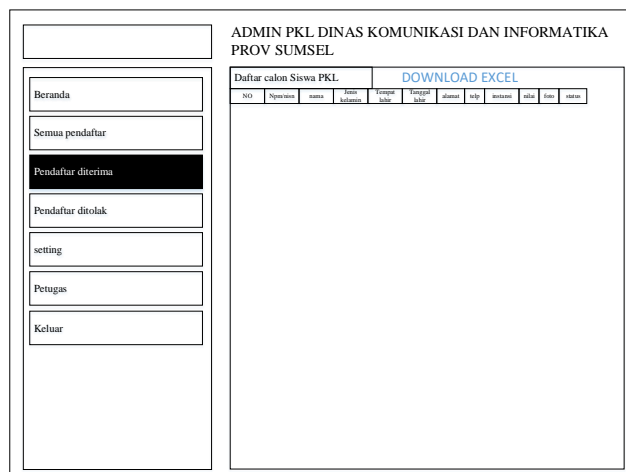 ADMIN PKL DINAS KOMUNIKASI DAN INFORMATIKA
PROV SUMSEL
Daftar calon Siswa PKL DOWNLOAD EXCEL
NO Npm/nisn nama Jenis kelamin Tempat lahir Tanggal lahir alamat telp instansi nilai foto status
Beranda
Semua pendaftar
Pendaftar diterima
Pendaftar ditolak
setting
Petugas
Keluar